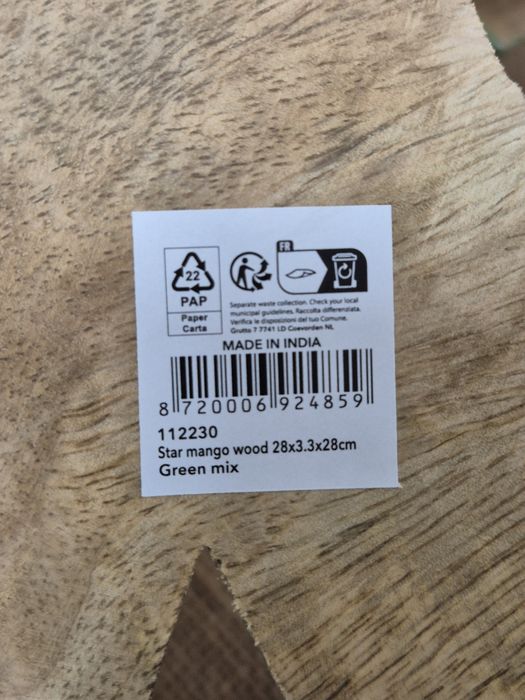 22
PAP
Paper
Carta
FR
Separate waste collection. Check your local
municipal guidelines. Raccolta differenziata.
Verifica le disposizioni del tuo Comune.
Grutto 7 7741 LD Coevorden NL
MADE IN INDIA
8 720006 924859
112230
Star mango wood 28x3.3x28cm
Green mix